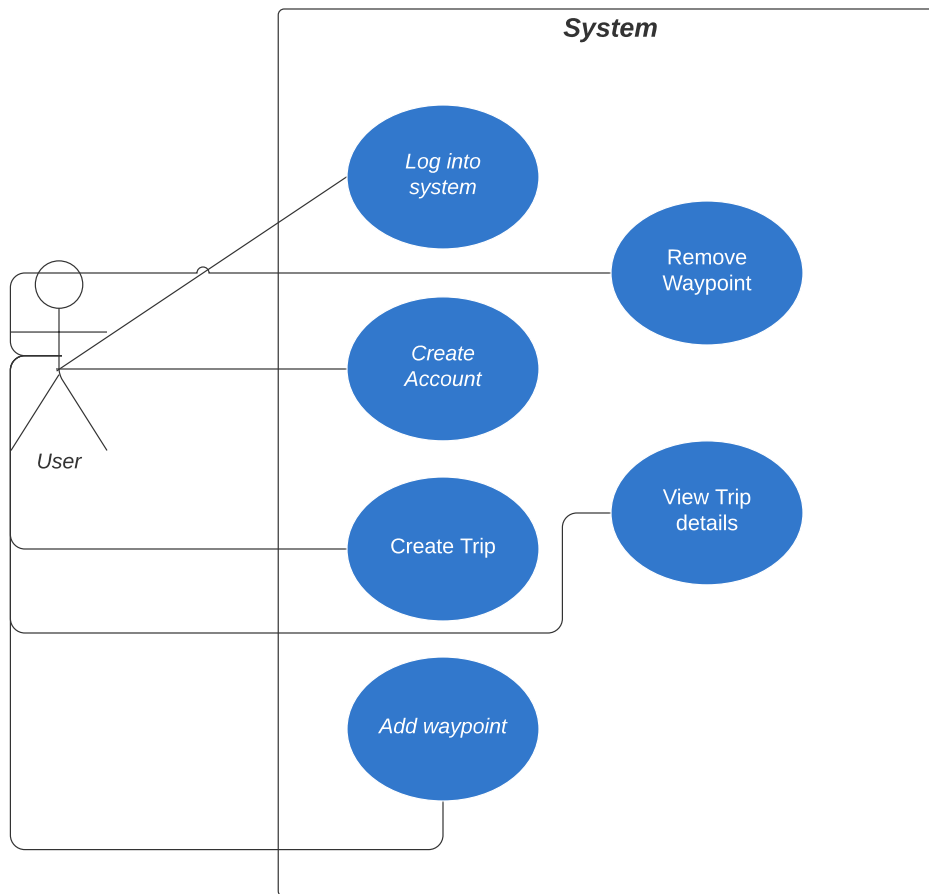 System
Log into
system
Remove
Waypoint
Create
Account
User
View Trip
details
Create Trip
Add waypoint